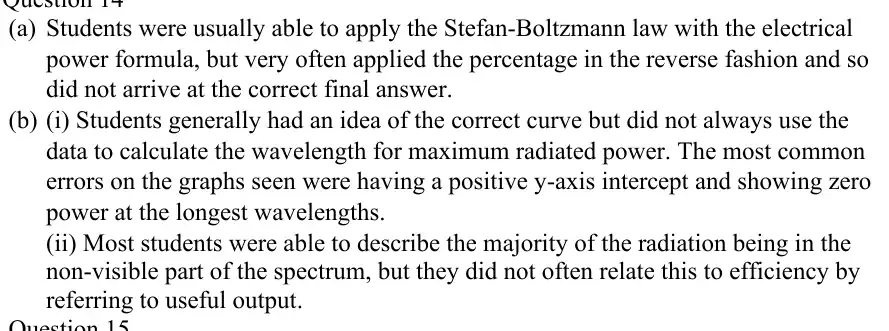 Question 14
(a) Students were usually able to apply the Stefan-Boltzmann law with the electrical
power formula, but very often applied the percentage in the reverse fashion and so
did not arrive at the correct final answer.
(b) (i) Students generally had an idea of the correct curve but did not always use the
data to calculate the wavelength for maximum radiated power. The most common
errors on the graphs seen were having a positive y-axis intercept and showing zero
power at the longest wavelengths.
(ii) Most students were able to describe the majority of the radiation being in the
non-visible part of the spectrum, but they did not often relate this to efficiency by
referring to useful output.
Question 15